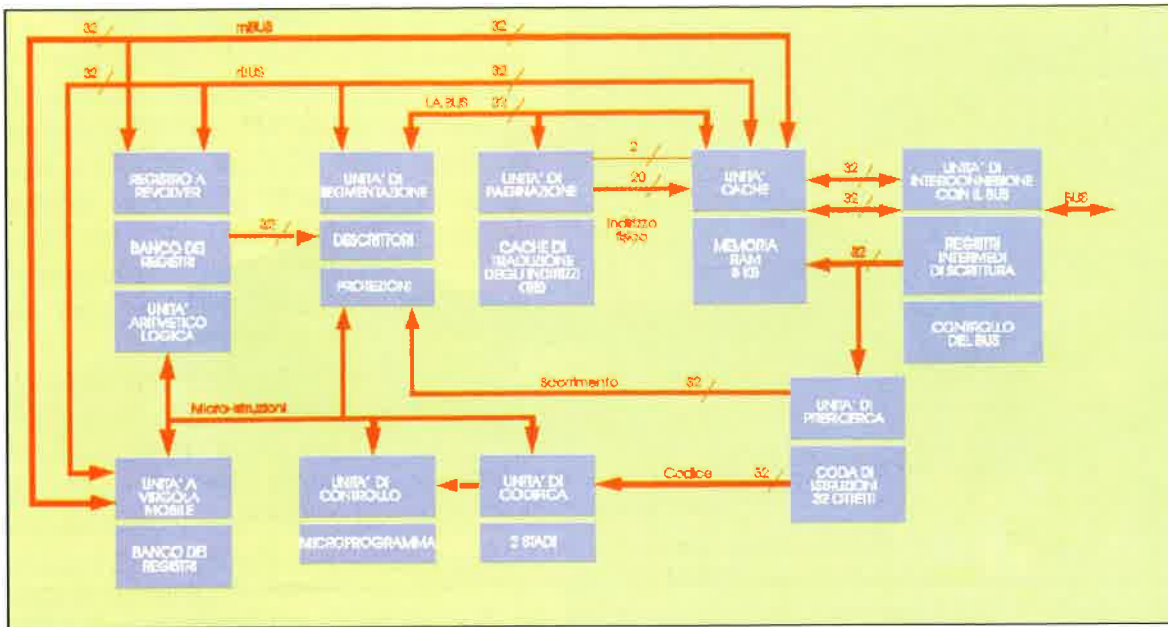 32
mBUS
32
32
rBUS
32
LA BUS 32
REGISTRO A
REVOLVER
UNITA' DI
SEGMENTAZIONE
UNITA' DI
PAGINAZIONE
2
20
UNITA'
CACHE
32
32
UNITA' DI
INTERCONNESSIONE
CON IL BUS
BUS
Indirizzo
fisico
BANCO DEI
REGISTRI
32
DESCRITTORI
PROTEZIONI
CACHE DI
TRADUZIONE
DEGLI INDIRIZZI
MEMORIA
RAM
8 KB
32
REGISTRI
INTERMEDI
DI SCRITTURA
UNITA'
ARITMETICO
LOGICA
CONTROLLO
DEL BUS
Scorrimento 32
Micro-istruzioni
UNITA' DI
PRERICERCA
UNITA' A
VIRGOLA
MOBILE
UNITA' DI
CONTROLLO
UNITA' DI
CODIFICA
Codice 32
CODA DI
ISTRUZIONI
32 OTTETTI
BANCO DEI
REGISTRI
MICROPROGRAMMA
2 STADI